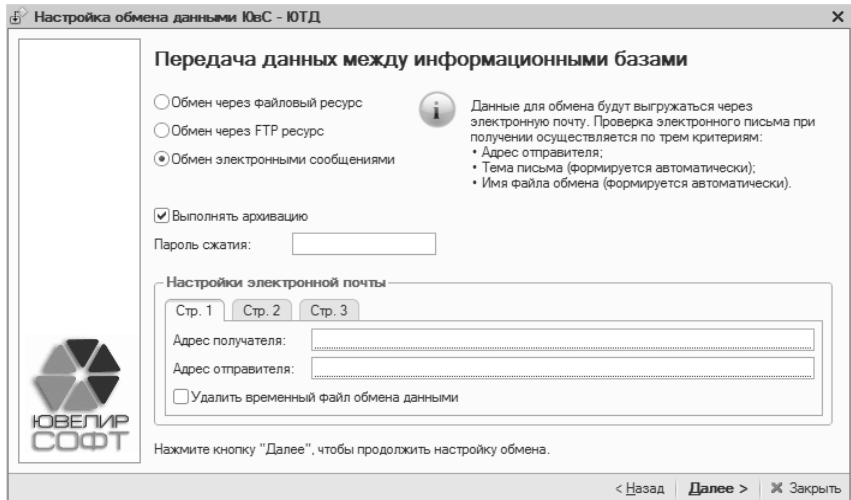 Настройка обмена данными ЮвС - ЮТД
Передача данных между информационными базами
Обмен через файловый ресурс
Обмен через FTP ресурс
Обмен электронными сообщениями
Данные для обмена будут выгружаться через
электронную почту. Проверка электронного письма при
получении осуществляется по трем критериям:
• Адрес отправителя;
• Тема письма (формируется автоматически);
• Имя файла обмена (формируется автоматически).
Выполнять архивацию
Пароль сжатия:
Настройки электронной почты
Стр. 1 Стр. 2 Стр. 3
Адрес получателя:
Адрес отправителя:
Удалить временный файл обмена данными
ЮВЕЛИР
СОФТ
Нажмите кнопку "Далее", чтобы продолжить настройку обмена.
< Назад Далее > Закрыть